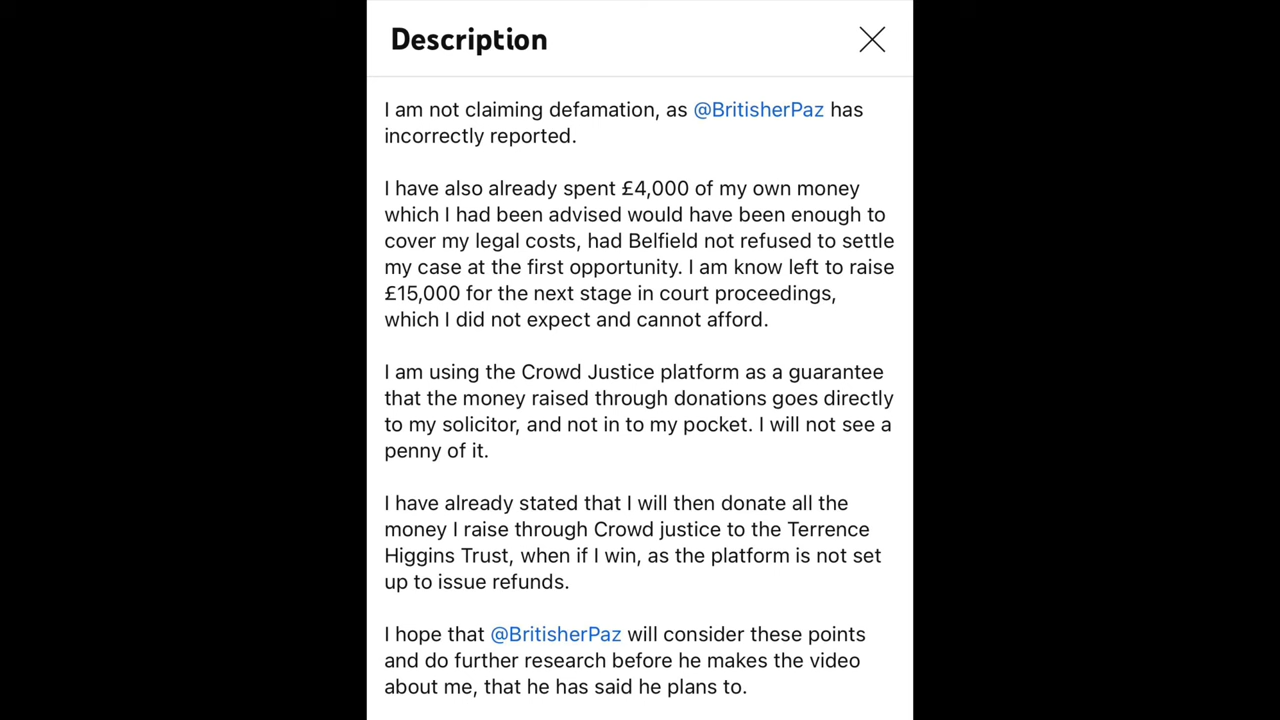 Description
I am not claiming defamation, as @BritisherPaz has
incorrectly reported.
I have also already spent £4,000 of my own money
which I had been advised would have been enough to
cover my legal costs, had Belfield not refused to settle
my case at the first opportunity. I am know left to raise
£15,000 for the next stage in court proceedings,
which I did not expect and cannot afford.
I am using the Crowd Justice platform as a guarantee
that the money raised through donations goes directly
to my solicitor, and not in to my pocket. I will not see a
penny of it.
I have already stated that I will then donate all the
money I raise through Crowd justice to the Terrence
Higgins Trust, when if I win, as the platform is not set
up to issue refunds.
I hope that @BritisherPaz will consider these points
and do further research before he makes the video
about me, that he has said he plans to.